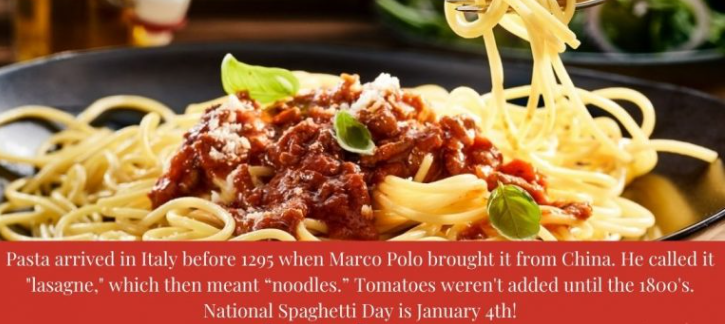 Pasta arrived in Italy before 1295 when Marco Polo brought it from China. He called it
"lasagne," which then meant “noodles.” Tomatoes weren't added until the 1800's.
National Spaghetti Day is January 4th!